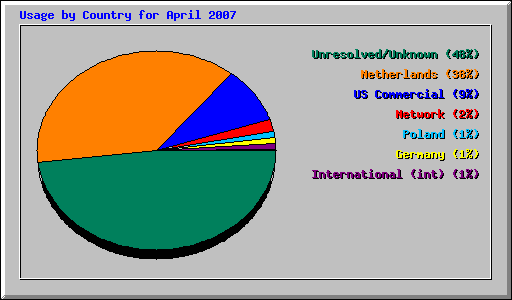 Usage by Country for April 2007
Unresolved/Unknown (48%)
Netherlands (38%)
US Commercial (9%)
Network (2%)
Poland (1%)
Germany (1%)
International (int) (1%)